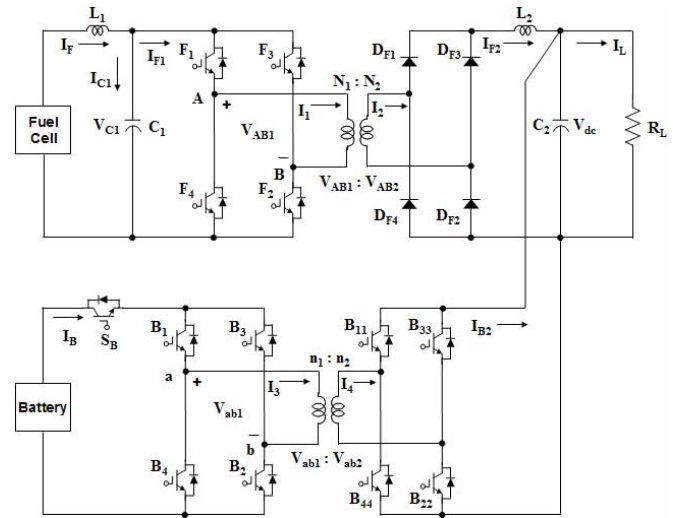 L₁
I_F
I_C1
I_F1
F₁
F₃
D_F1
D_F3
I_F2
L₂
I_L
Fuel Cell
V_C1
C₁
A
+
V_AB1
I₁
N₁ : N₂
I₂
C₂
V_dc
R_L
–
B
V_AB1 : V_AB2
F₄
F₂
D_F4
D_F2
I_B
S_B
B₁
B₃
B₁₁
B₃₃
I_B2
a
+
n₁ : n₂
I₃
I₄
Battery
V_ab1
–
b
V_ab1 : V_ab2
B₄
B₂
B₄₄
B₂₂